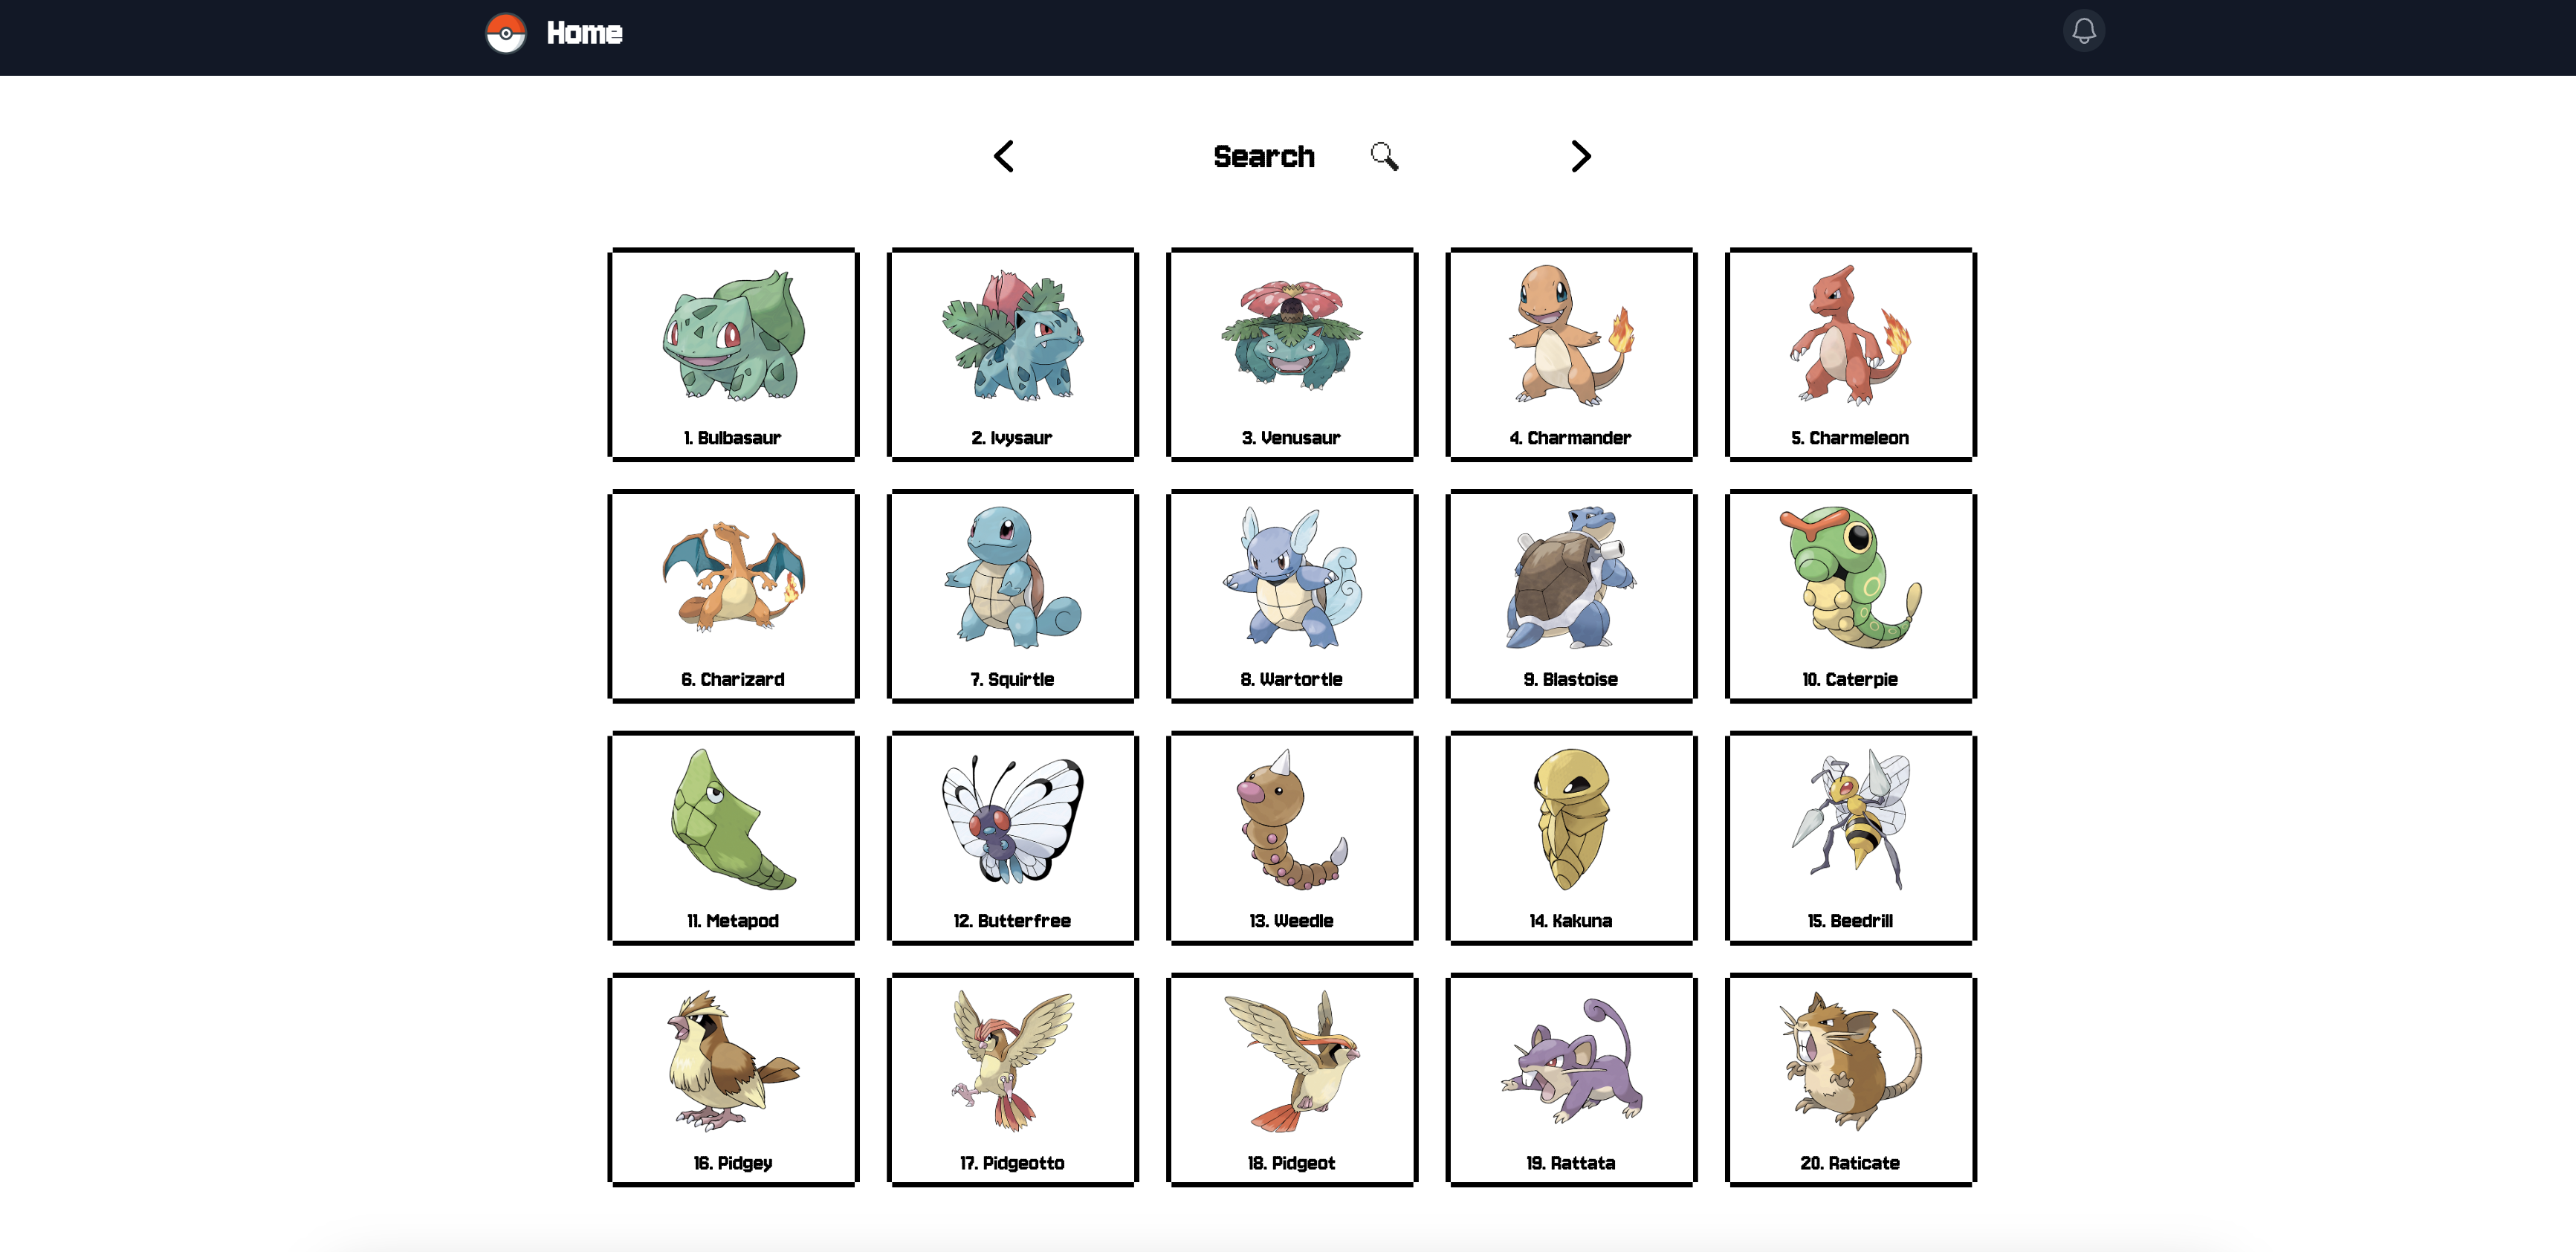 Home
Search
1. Bulbasaur
2. Ivysaur
3. Venusaur
4. Charmander
5. Charmeleon
6. Charizard
7. Squirtle
8. Wartortle
9. Blastoise
10. Caterpie
11. Metapod
12. Butterfree
13. Weedle
14. Kakuna
15. Beedrill
16. Pidgey
17. Pidgeotto
18. Pidgeot
19. Rattata
20. Raticate